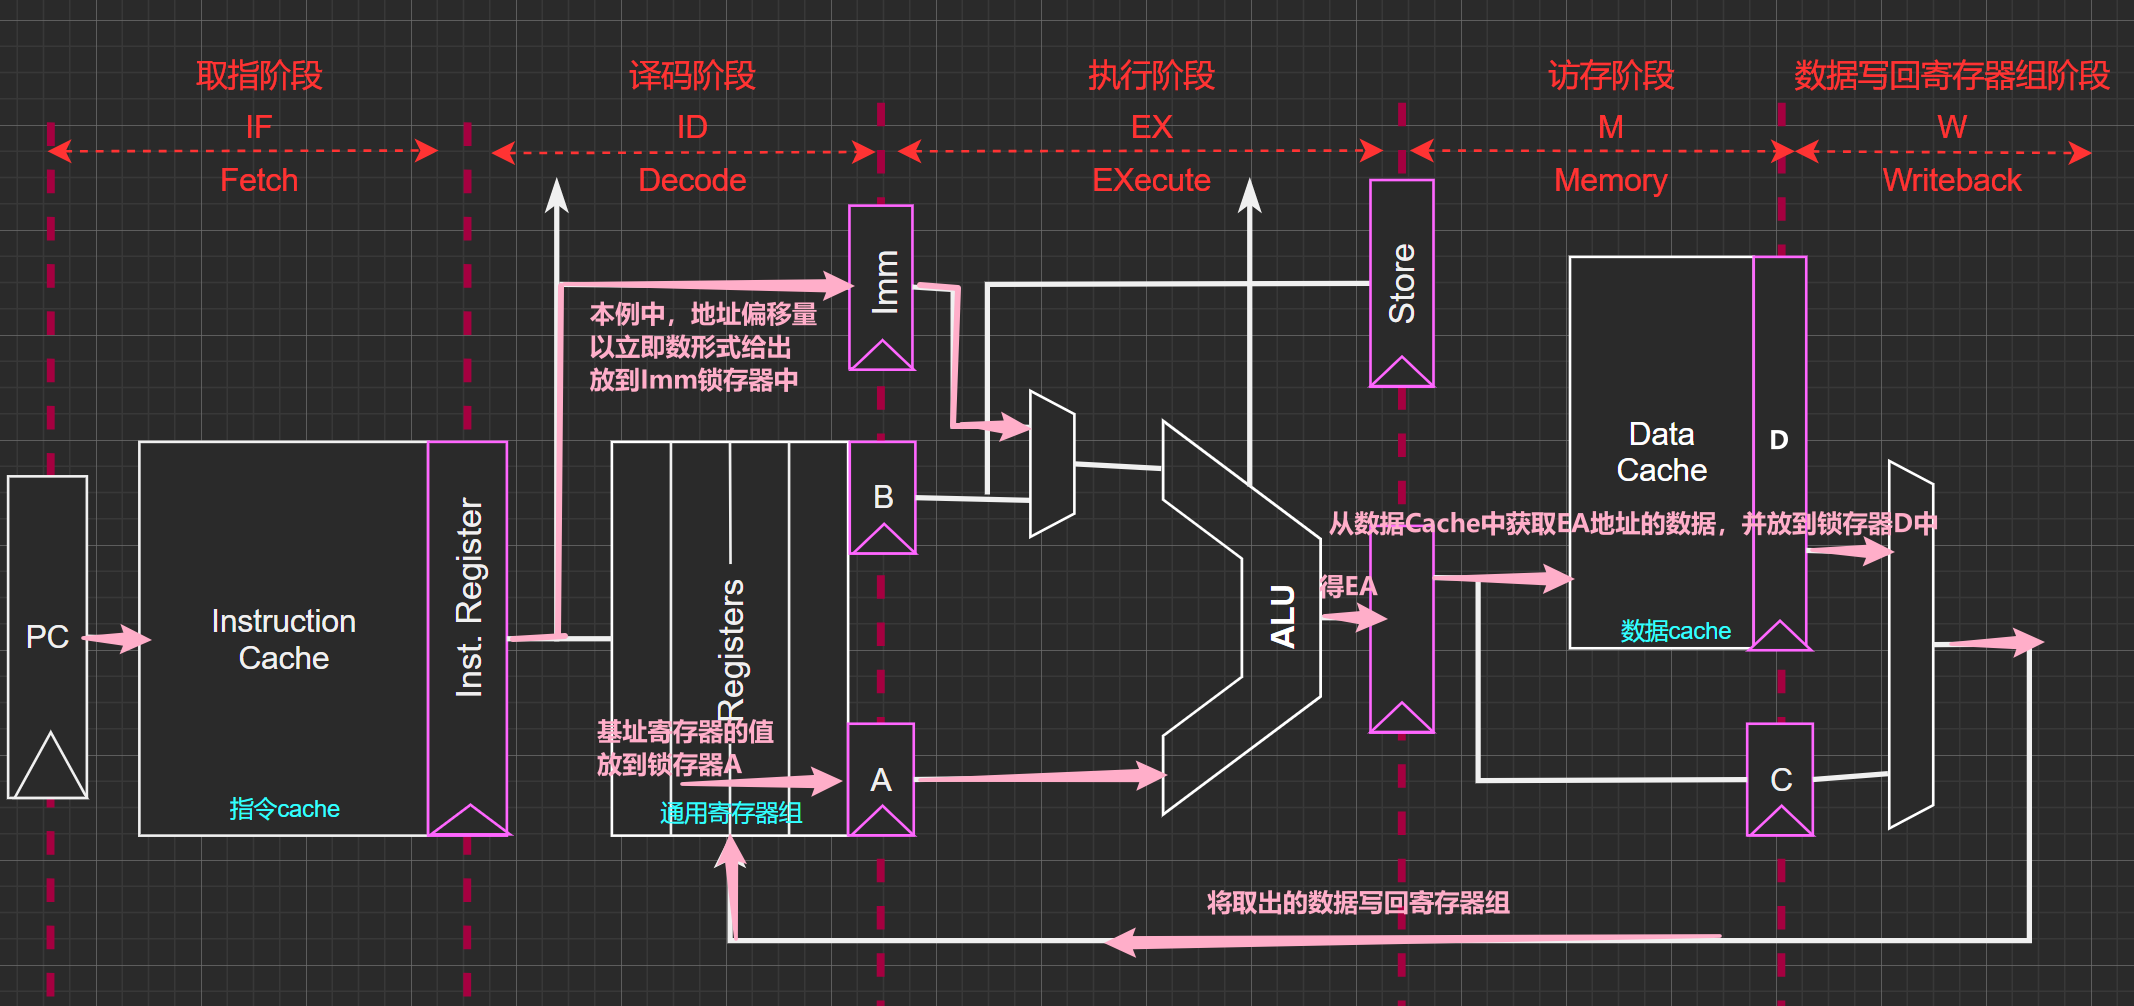 取指阶段
IF
Fetch
译码阶段
ID
Decode
执行阶段
EX
EXecute
访存阶段
M
Memory
数据写回寄存器组阶段
W
Writeback
PC
Instruction
Cache
指令cache
Inst. Register
本例中，地址偏移量
以立即数形式给出
放到Imm锁存器中
Registers
基址寄存器的值
放到锁存器A
通用寄存器组
Imm
B
A
ALU
得EA
Store
从数据Cache中获取EA地址的数据，并放到锁存器D中
Data
Cache
数据cache
D
C
将取出的数据写回寄存器组